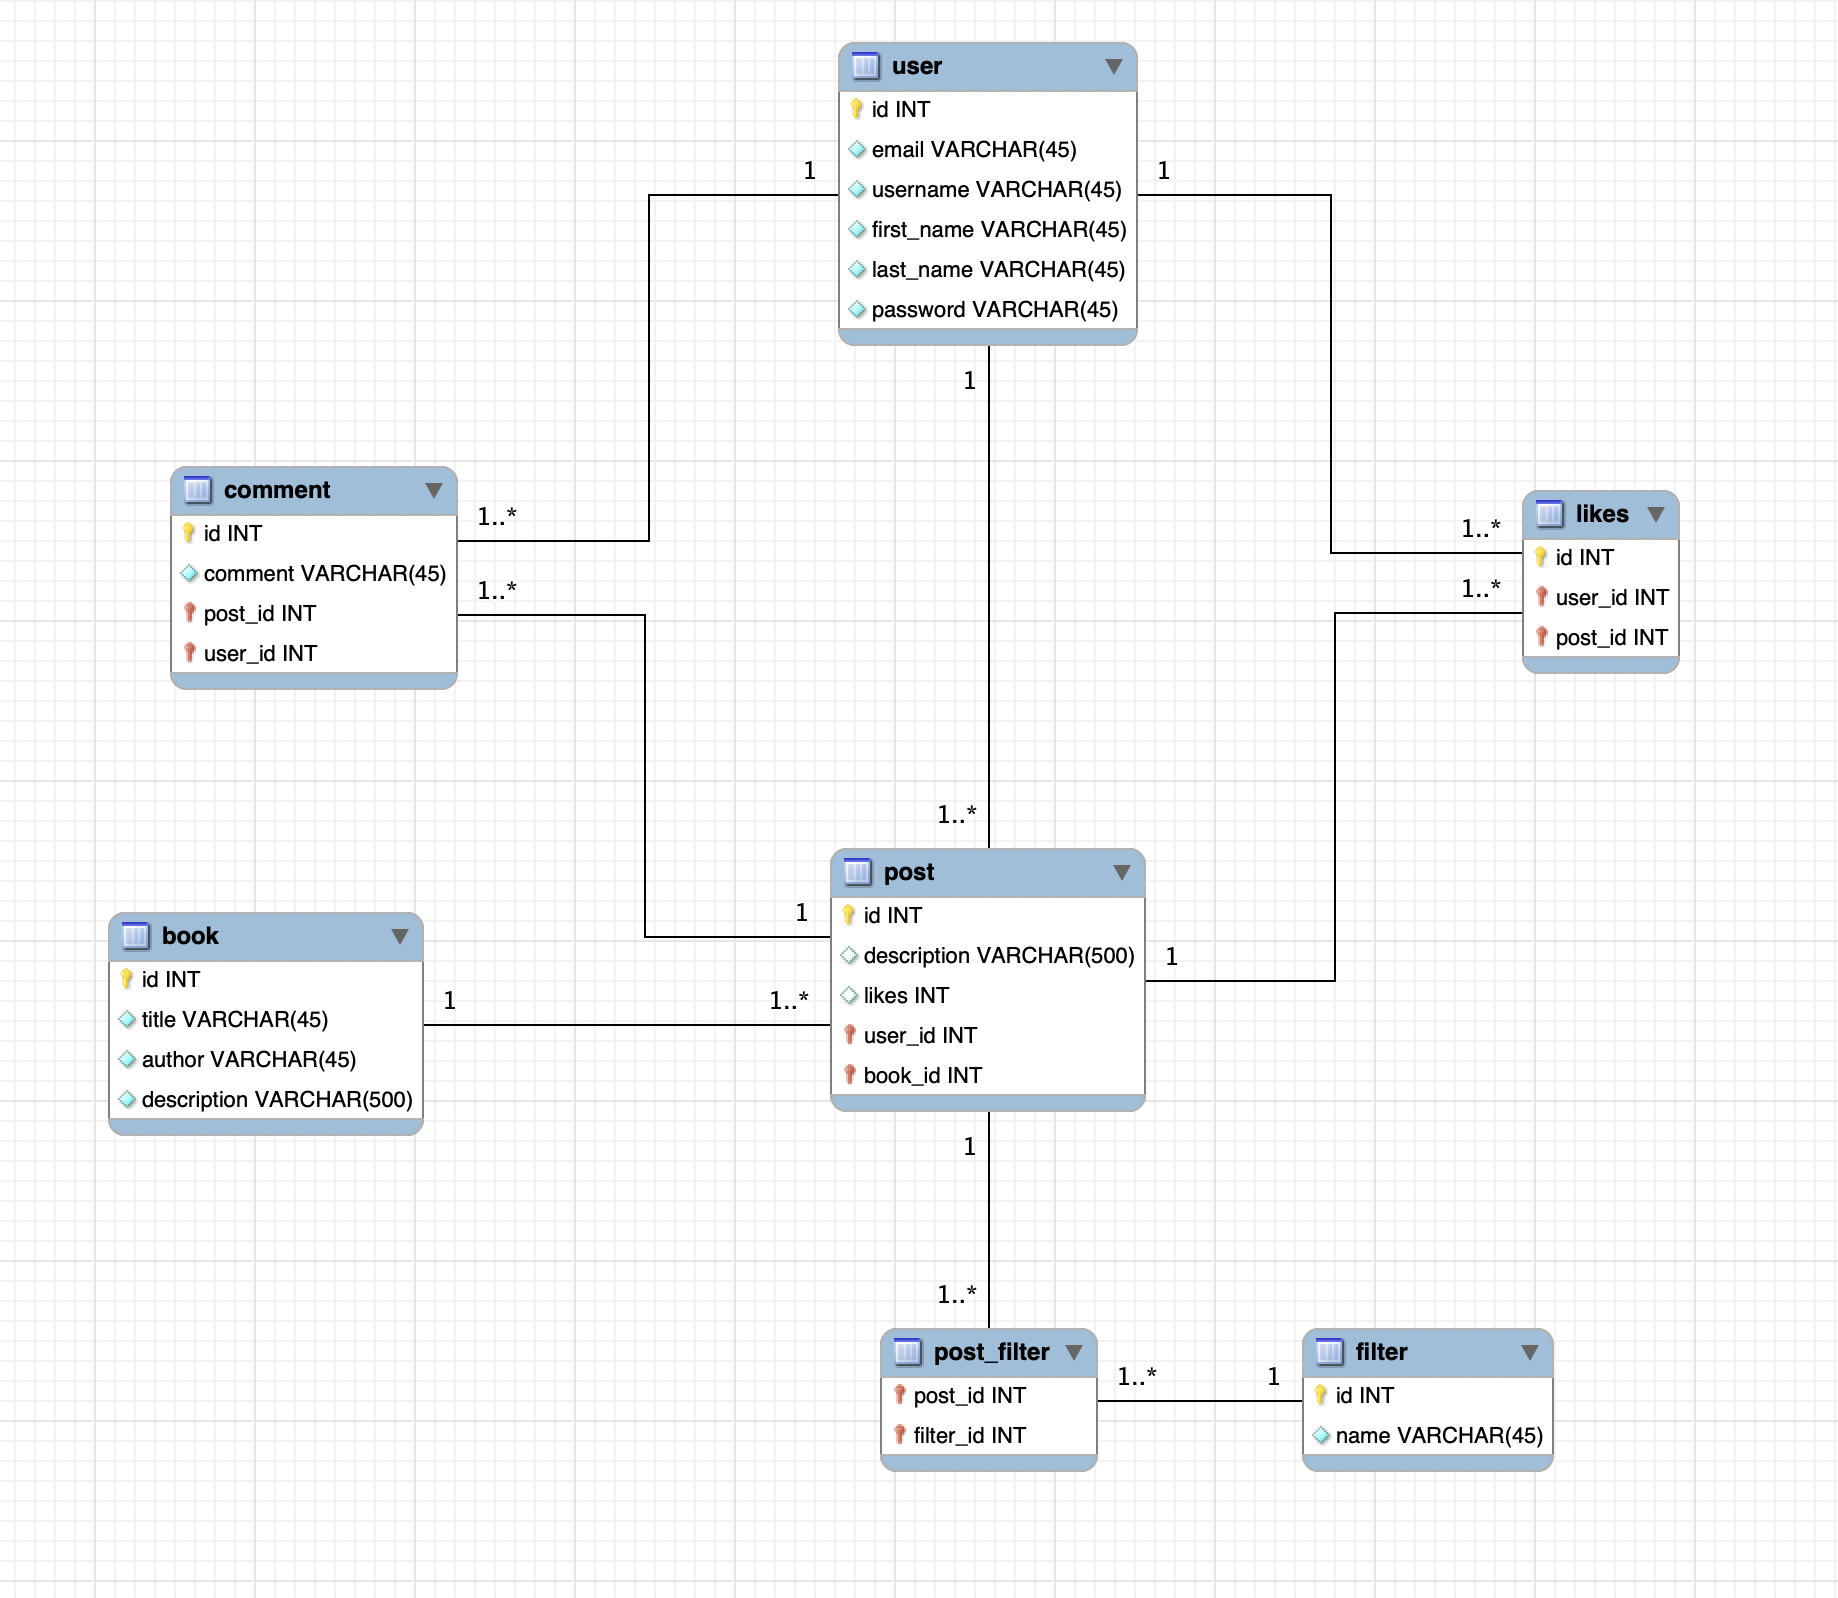 user
id INT
email VARCHAR(45)
username VARCHAR(45)
first_name VARCHAR(45)
last_name VARCHAR(45)
password VARCHAR(45)
1
1
1
comment
id INT
comment VARCHAR(45)
post_id INT
user_id INT
1..*
1..*
likes
id INT
user_id INT
post_id INT
1..*
1..*
1..*
post
id INT
description VARCHAR(500)
likes INT
user_id INT
book_id INT
1
1
1..*
1
book
id INT
title VARCHAR(45)
author VARCHAR(45)
description VARCHAR(500)
1
1..*
post_filter
post_id INT
filter_id INT
1..*
1
filter
id INT
name VARCHAR(45)